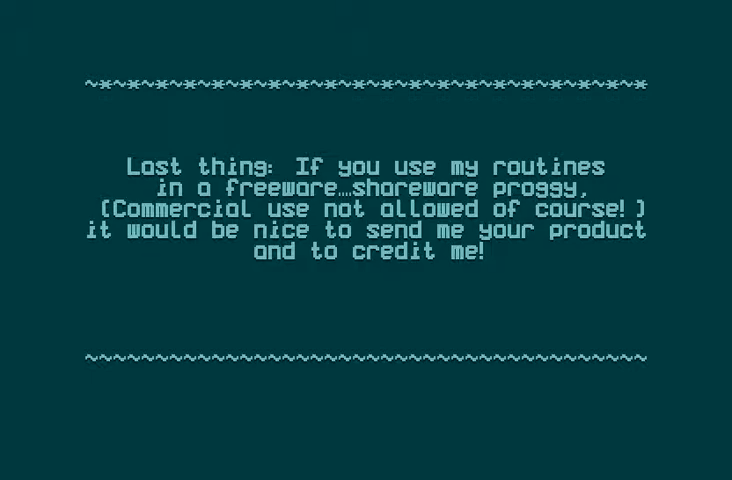 ~*~*~*~*~*~*~*~*~*~*~*~*~*~*~*~*~*~*~*~*
Last thing: If you use my routines
in a freeware...shareware proggy,
(Commercial use not allowed of course!)
it would be nice to send me your product
and to credit me!
~~~~~~~~~~~~~~~~~~~~~~~~~~~~~~~~~~~~~~~~